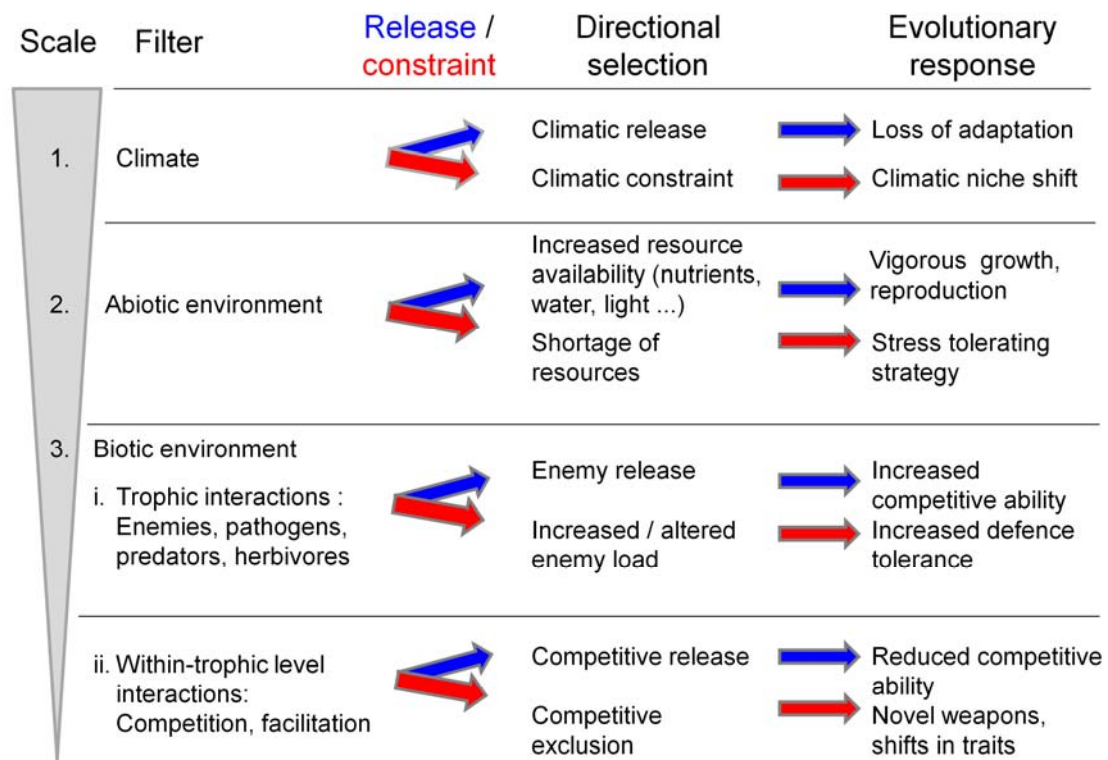 Scale
Filter
Release /
constraint
Directional
selection
Evolutionary
response
1.
Climate
Climatic release
Loss of adaptation
Climatic constraint
Climatic niche shift
2.
Abiotic environment
Increased resource
availability (nutrients,
water, light ...)
Vigorous growth,
reproduction
Shortage of
resources
Stress tolerating
strategy
3.
Biotic environment
i. Trophic interactions :
Enemies, pathogens,
predators, herbivores
Enemy release
Increased
competitive ability
Increased / altered
enemy load
Increased defence
tolerance
ii. Within-trophic level
interactions:
Competition, facilitation
Competitive release
Reduced competitive
ability
Competitive
exclusion
Novel weapons,
shifts in traits